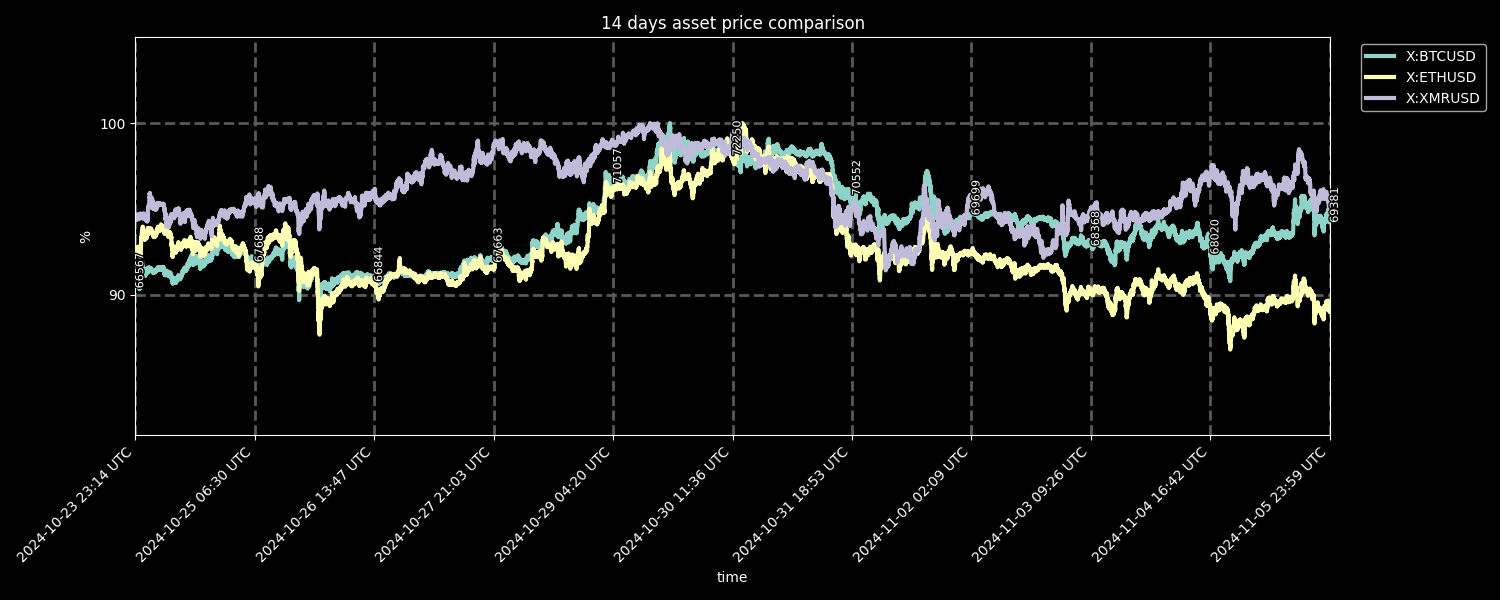 14 days asset price comparison
X:BTCUSD
X:ETHUSD
X:XMRUSD
100
90
%
66567
67688
66844
67663
71057
72250
70552
69699
68368
68020
69381
2024-10-23 23:14 UTC
2024-10-25 06:30 UTC
2024-10-26 13:47 UTC
2024-10-27 21:03 UTC
2024-10-29 04:20 UTC
2024-10-30 11:36 UTC
2024-10-31 18:53 UTC
2024-11-02 02:09 UTC
2024-11-03 09:26 UTC
2024-11-04 16:42 UTC
2024-11-05 23:59 UTC
time